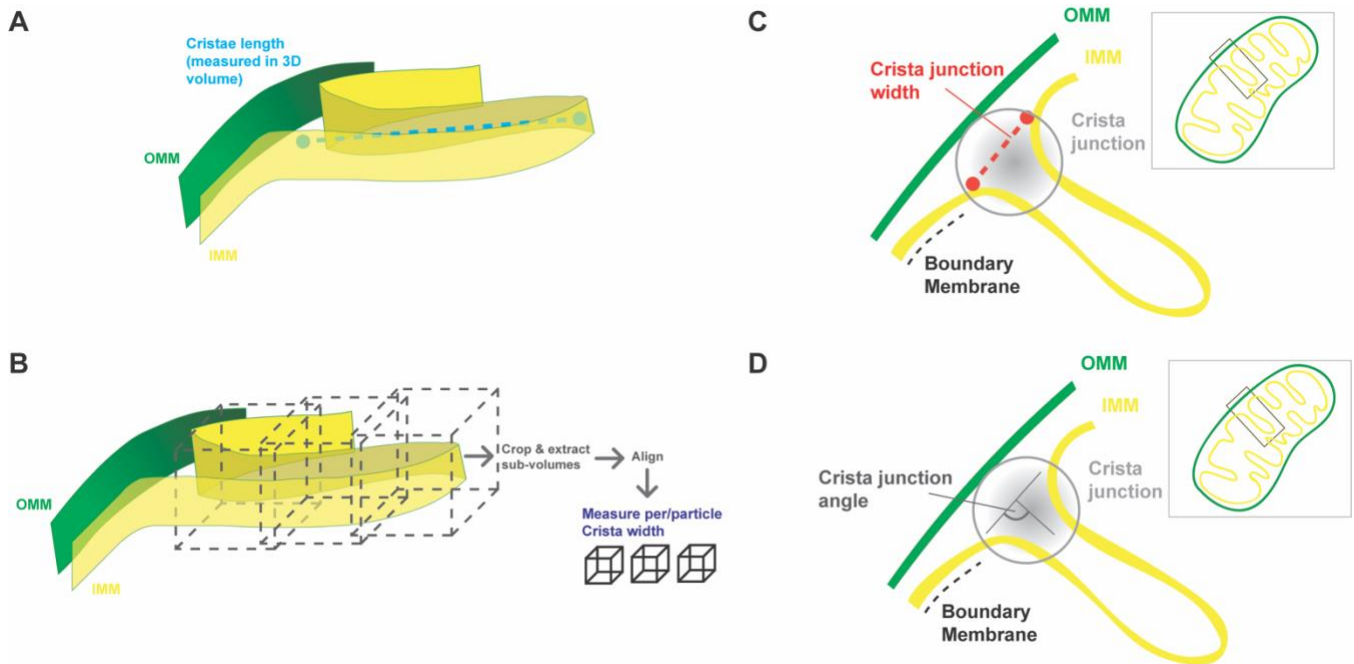 A
Cristae length
(measured in 3D
volume)
OMM
IMM
B
OMM
IMM
Crop & extract
sub-volumes
Align
Measure per/particle
Crista width
C
OMM
IMM
Crista junction
width
Crista
junction
Boundary
Membrane
D
OMM
IMM
Crista junction
angle
Crista
junction
Boundary
Membrane